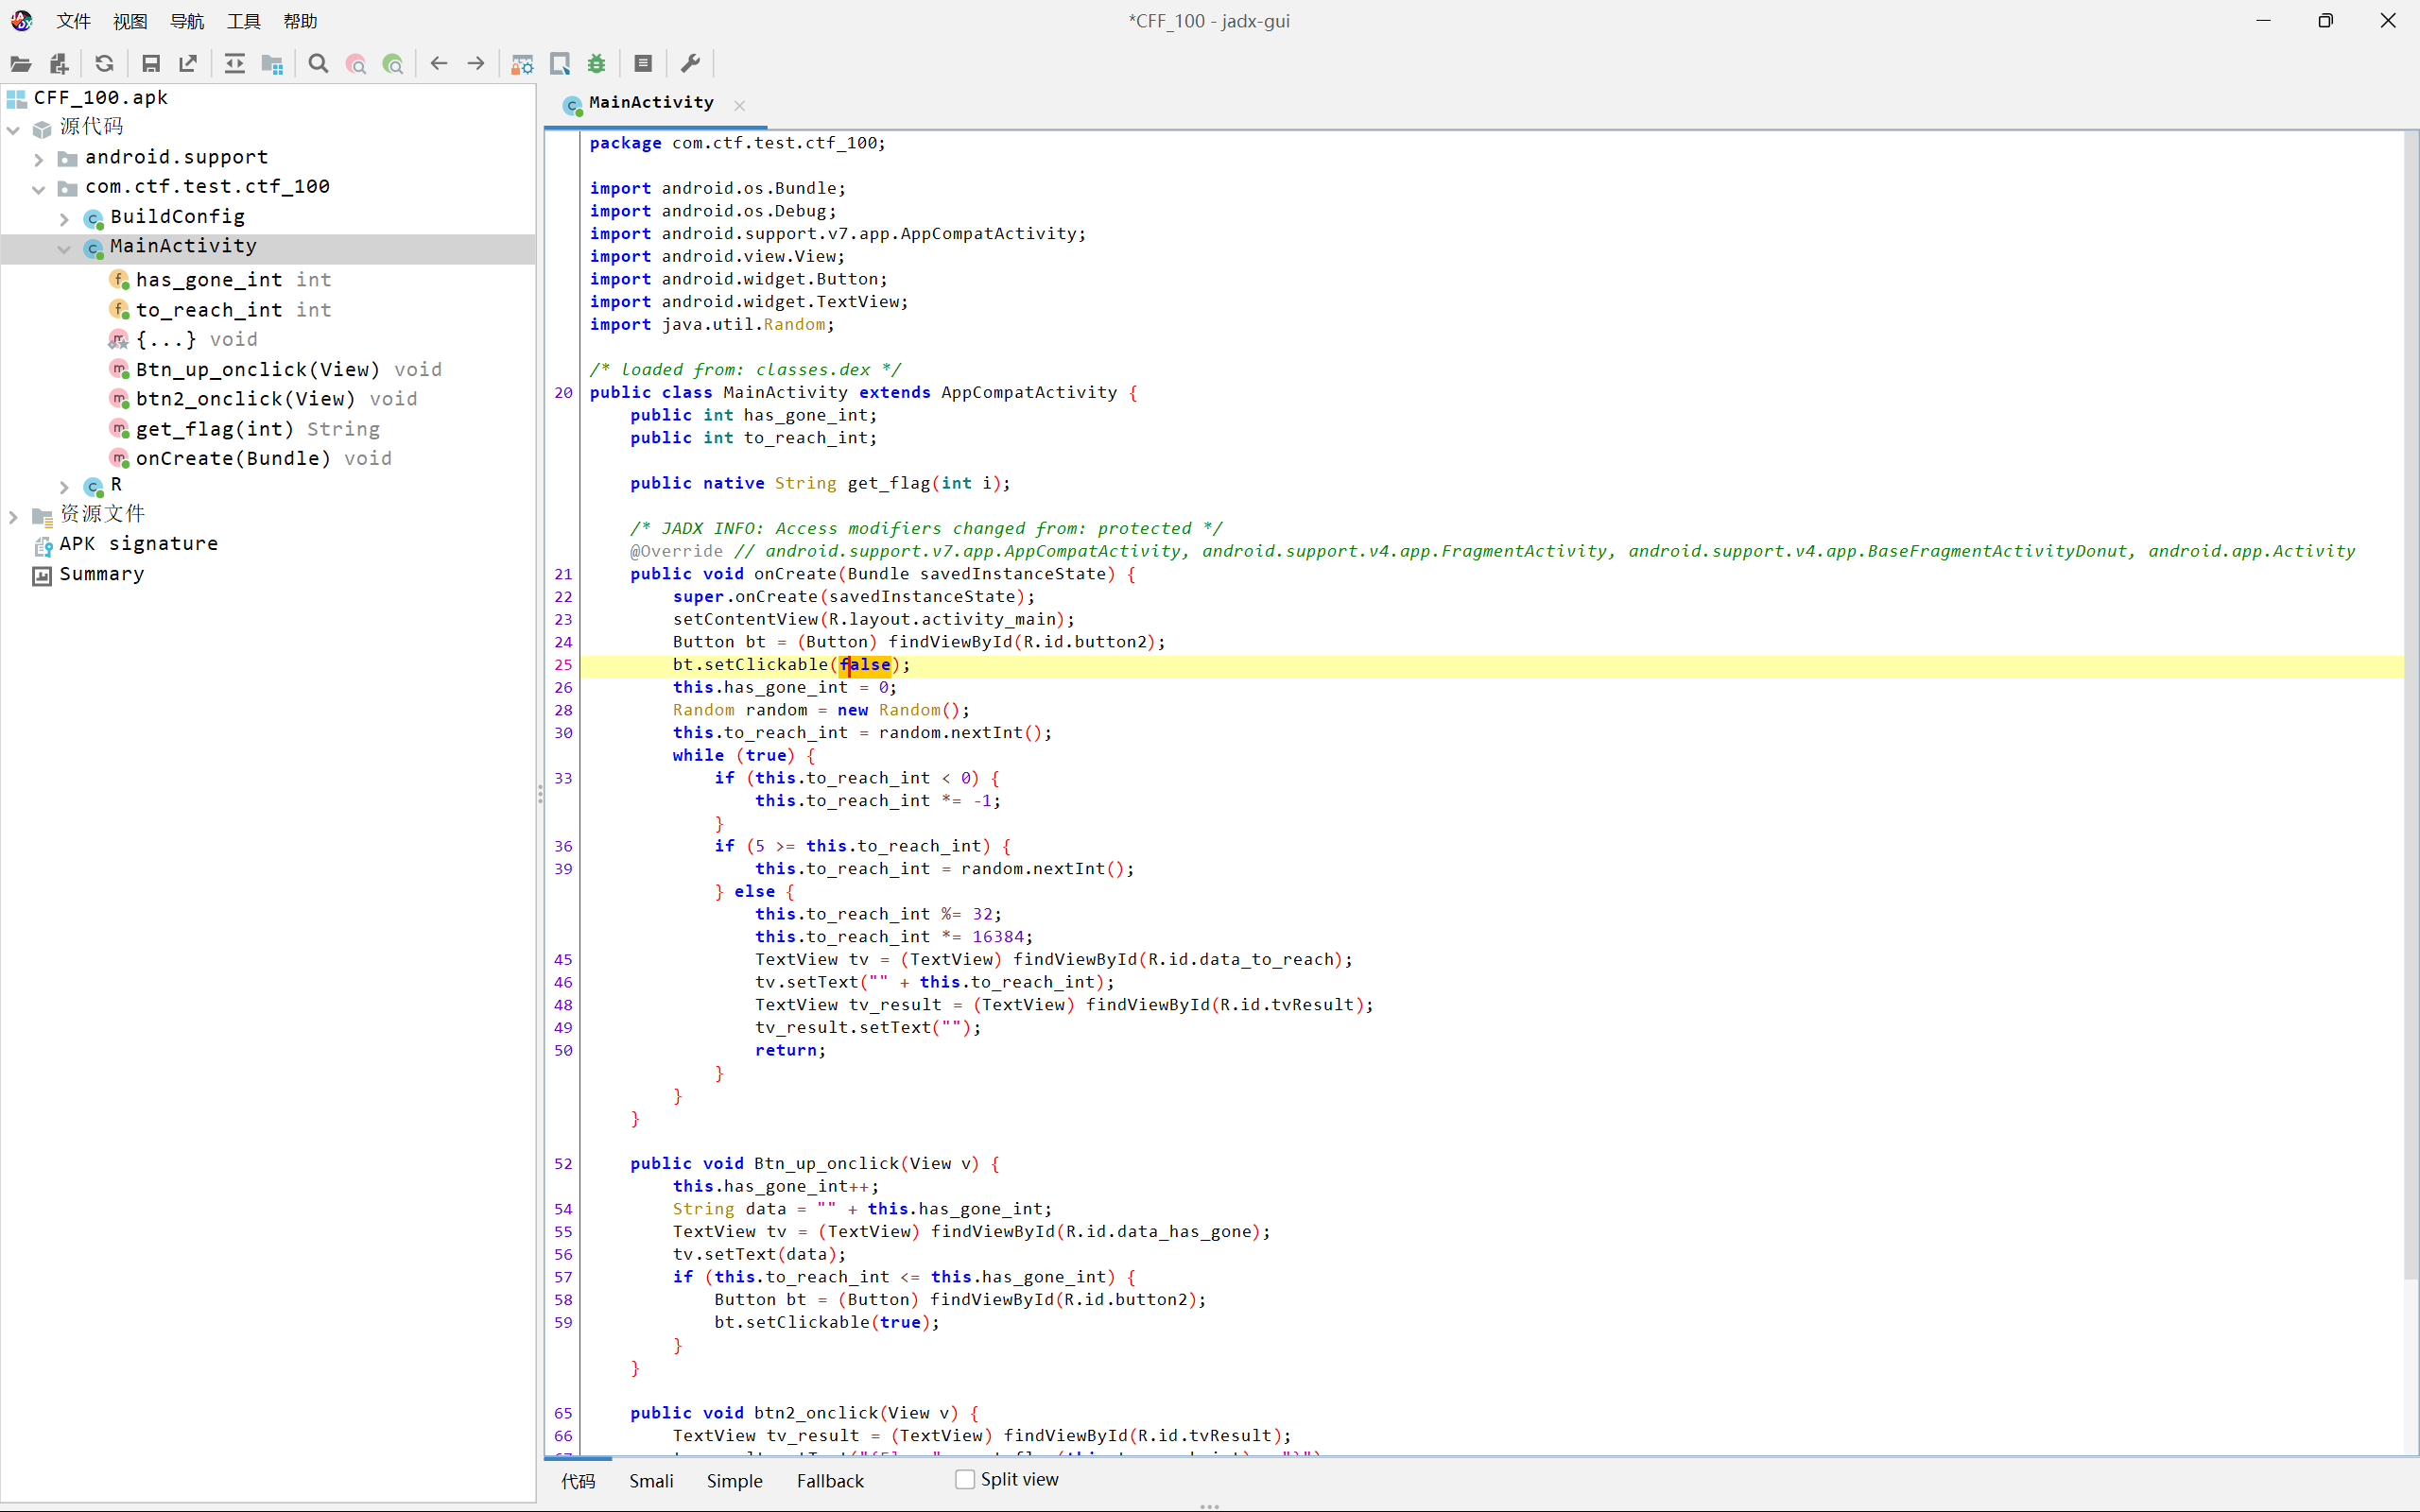 文件 视图 导航 工具 帮助
*CFF_100 - jadx-gui
CFF_100.apk
源代码
android.support
com.ctf.test.ctf_100
BuildConfig
MainActivity
has_gone_int int
to_reach_int int
{...} void
Btn_up_onclick(View) void
btn2_onclick(View) void
get_flag(int) String
onCreate(Bundle) void
R
资源文件
APK signature
Summary
MainActivity
package com.ctf.test.ctf_100;
import android.os.Bundle;
import android.os.Debug;
import android.support.v7.app.AppCompatActivity;
import android.view.View;
import android.widget.Button;
import android.widget.TextView;
import java.util.Random;
/* loaded from: classes.dex */
20 public class MainActivity extends AppCompatActivity {
public int has_gone_int;
public int to_reach_int;
public native String get_flag(int i);
/* JADX INFO: Access modifiers changed from: protected */
@Override // android.support.v7.app.AppCompatActivity, android.support.v4.app.FragmentActivity, android.support.v4.app.BaseFragmentActivityDonut, android.app.Activity
21 public void onCreate(Bundle savedInstanceState) {
22 super.onCreate(savedInstanceState);
23 setContentView(R.layout.activity_main);
24 Button bt = (Button) findViewById(R.id.button2);
25 bt.setClickable(false);
26 this.has_gone_int = 0;
28 Random random = new Random();
30 this.to_reach_int = random.nextInt();
while (true) {
33 if (this.to_reach_int < 0) {
this.to_reach_int *= -1;
}
36 if (5 >= this.to_reach_int) {
39 this.to_reach_int = random.nextInt();
} else {
this.to_reach_int %= 32;
this.to_reach_int *= 16384;
45 TextView tv = (TextView) findViewById(R.id.data_to_reach);
46 tv.setText("" + this.to_reach_int);
48 TextView tv_result = (TextView) findViewById(R.id.tvResult);
49 tv_result.setText("");
50 return;
}
}
}
52 public void Btn_up_onclick(View v) {
this.has_gone_int++;
54 String data = "" + this.has_gone_int;
55 TextView tv = (TextView) findViewById(R.id.data_has_gone);
56 tv.setText(data);
57 if (this.to_reach_int <= this.has_gone_int) {
58 Button bt = (Button) findViewById(R.id.button2);
59 bt.setClickable(true);
}
}
65 public void btn2_onclick(View v) {
66 TextView tv_result = (TextView) findViewById(R.id.tvResult);
代码 Smali Simple Fallback Split view